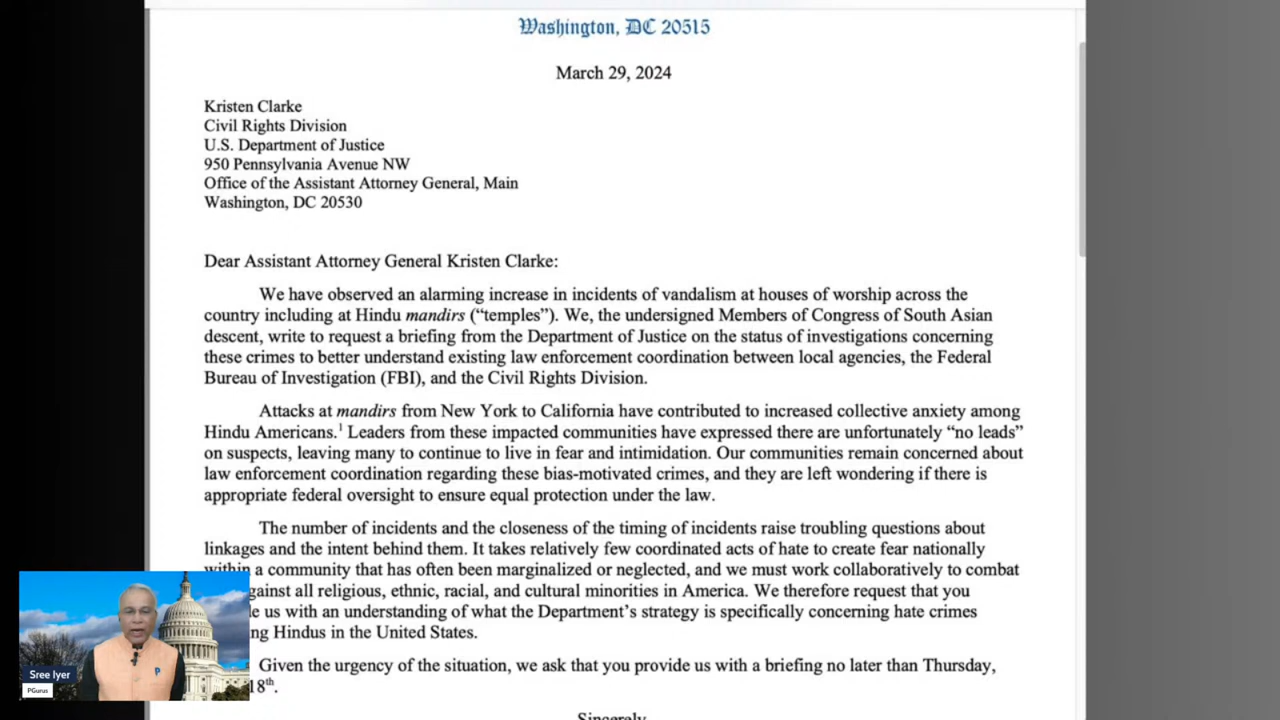 Washington, DC 20515
March 29, 2024
Kristen Clarke
Civil Rights Division
U.S. Department of Justice
950 Pennsylvania Avenue NW
Office of the Assistant Attorney General, Main
Washington, DC 20530
Dear Assistant Attorney General Kristen Clarke:
We have observed an alarming increase in incidents of vandalism at houses of worship across the
country including at Hindu mandirs (“temples”). We, the undersigned Members of Congress of South Asian
descent, write to request a briefing from the Department of Justice on the status of investigations concerning
these crimes to better understand existing law enforcement coordination between local agencies, the Federal
Bureau of Investigation (FBI), and the Civil Rights Division.
Attacks at mandirs from New York to California have contributed to increased collective anxiety among
Hindu Americans.1 Leaders from these impacted communities have expressed there are unfortunately “no leads”
on suspects, leaving many to continue to live in fear and intimidation. Our communities remain concerned about
law enforcement coordination regarding these bias-motivated crimes, and they are left wondering if there is
appropriate federal oversight to ensure equal protection under the law.
The number of incidents and the closeness of the timing of incidents raise troubling questions about
linkages and the intent behind them. It takes relatively few coordinated acts of hate to create fear nationally
within a community that has often been marginalized or neglected, and we must work collaboratively to combat
gainst all religious, ethnic, racial, and cultural minorities in America. We therefore request that you
us with an understanding of what the Department’s strategy is specifically concerning hate crimes
ng Hindus in the United States.
Given the urgency of the situation, we ask that you provide us with a briefing no later than Thursday,
18th.
Sincerely
Sree Iyer
PGurus
P